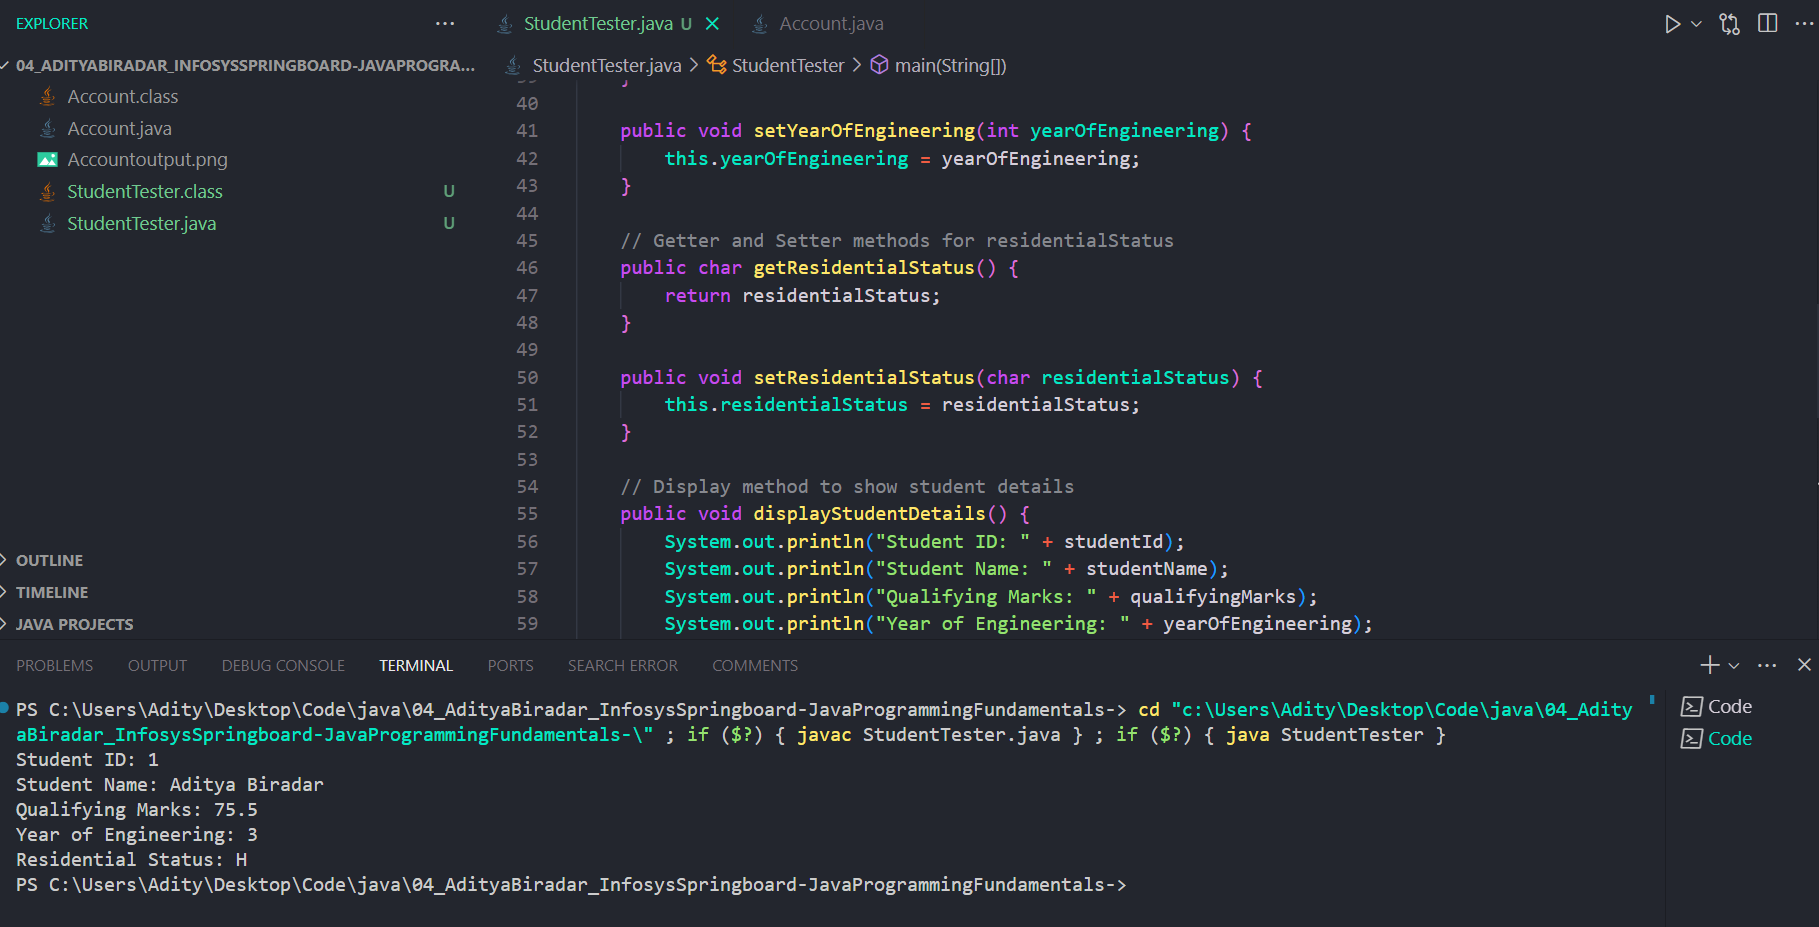 EXPLORER
StudentTester.java U
Account.java
04_ADITYABIRADAR_INFOSYSSPRINGBOARD-JAVAPROGRA...
StudentTester.java > StudentTester > main(String[])
Account.class
Account.java
Accountoutput.png
StudentTester.class U
StudentTester.java U
OUTLINE
TIMELINE
JAVA PROJECTS
40
41 public void setYearOfEngineering(int yearOfEngineering) {
42 this.yearOfEngineering = yearOfEngineering;
43 }
44
45 // Getter and Setter methods for residentialStatus
46 public char getResidentialStatus() {
47 return residentialStatus;
48 }
49
50 public void setResidentialStatus(char residentialStatus) {
51 this.residentialStatus = residentialStatus;
52 }
53
54 // Display method to show student details
55 public void displayStudentDetails() {
56 System.out.println("Student ID: " + studentId);
57 System.out.println("Student Name: " + studentName);
58 System.out.println("Qualifying Marks: " + qualifyingMarks);
59 System.out.println("Year of Engineering: " + yearOfEngineering);
PROBLEMS OUTPUT DEBUG CONSOLE TERMINAL PORTS SEARCH ERROR COMMENTS
PS C:\Users\Adity\Desktop\Code\java\04_AdityaBiradar_InfosysSpringboard-JavaProgrammingFundamentals-> cd "c:\Users\Adity\Desktop\Code\java\04_Adity
aBiradar_InfosysSpringboard-JavaProgrammingFundamentals-\" ; if ($?) { javac StudentTester.java } ; if ($?) { java StudentTester }
Student ID: 1
Student Name: Aditya Biradar
Qualifying Marks: 75.5
Year of Engineering: 3
Residential Status: H
PS C:\Users\Adity\Desktop\Code\java\04_AdityaBiradar_InfosysSpringboard-JavaProgrammingFundamentals->
Code
Code